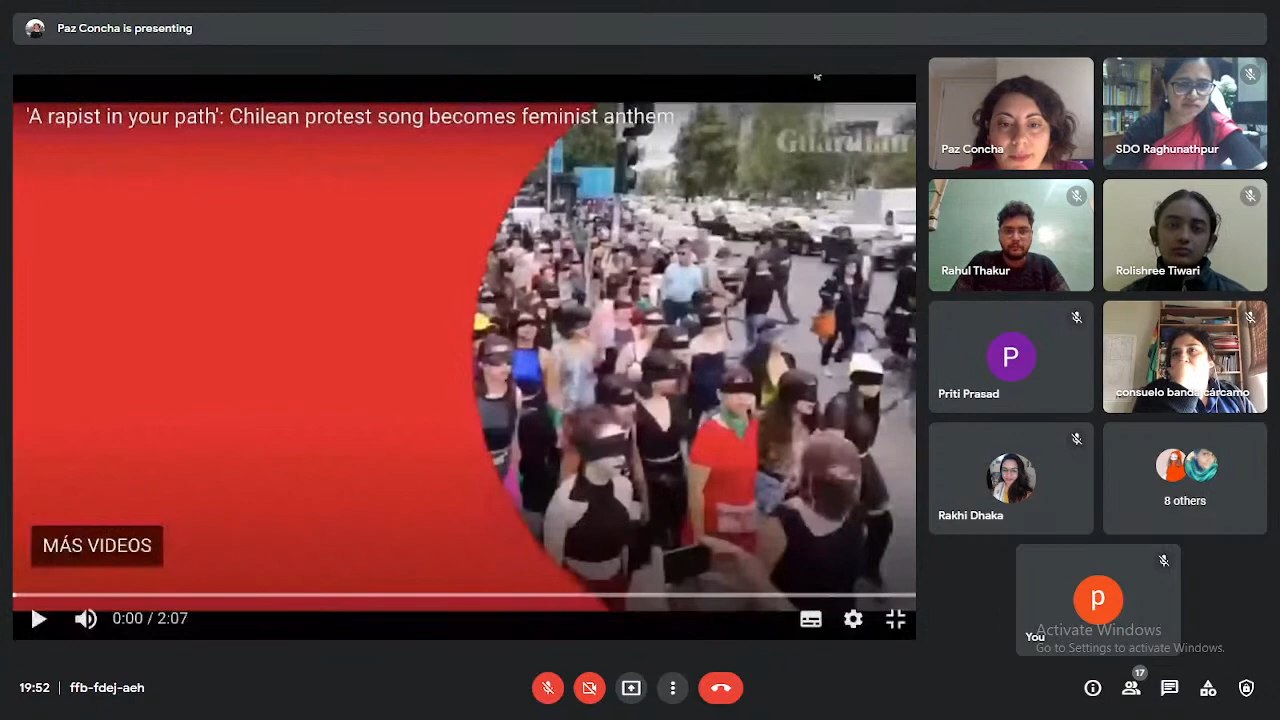 Paz Concha is presenting
'A rapist in your path': Chilean protest song becomes feminist anthem
Guardian
MÁS VIDEOS
0:00 / 2:07
Paz Concha
SDO Raghunathpur
Rahul Thakur
Rolishree Tiwari
P
Priti Prasad
consuelo banda cárcamo
Rakhi Dhaka
8 others
p
You
Activate Windows
Go to Settings to activate Windows.
19:52 | ffb-fdej-aeh
17